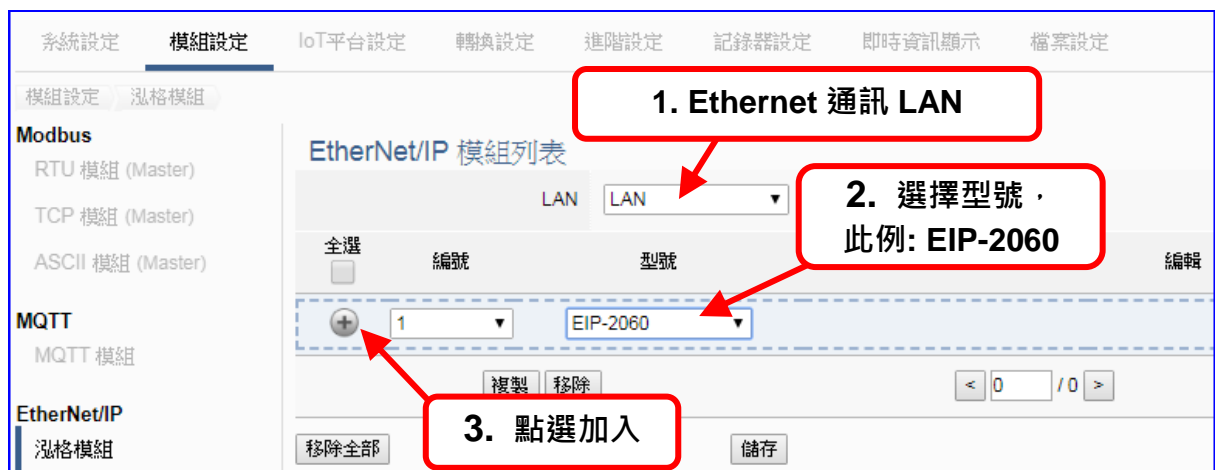 系統設定 模組設定 IoT平台設定 轉換設定 進階設定 記錄器設定 即時資訊顯示 檔案設定
模組設定 泓格模組
1. Ethernet 通訊 LAN
Modbus
RTU 模組 (Master)
TCP 模組 (Master)
ASCII 模組 (Master)
MQTT
MQTT 模組
EtherNet/IP
泓格模組
EtherNet/IP 模組列表
LAN LAN
2. 選擇型號，
此例: EIP-2060
全選 編號 型號 編輯
1 EIP-2060
複製 移除 < 0 / 0 >
3. 點選加入
移除全部 儲存